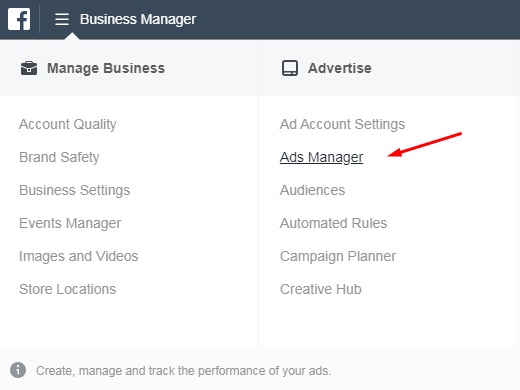 Business Manager
Manage Business
Account Quality
Brand Safety
Business Settings
Events Manager
Images and Videos
Store Locations
Advertise
Ad Account Settings
Ads Manager
Audiences
Automated Rules
Campaign Planner
Creative Hub
Create, manage and track the performance of your ads.